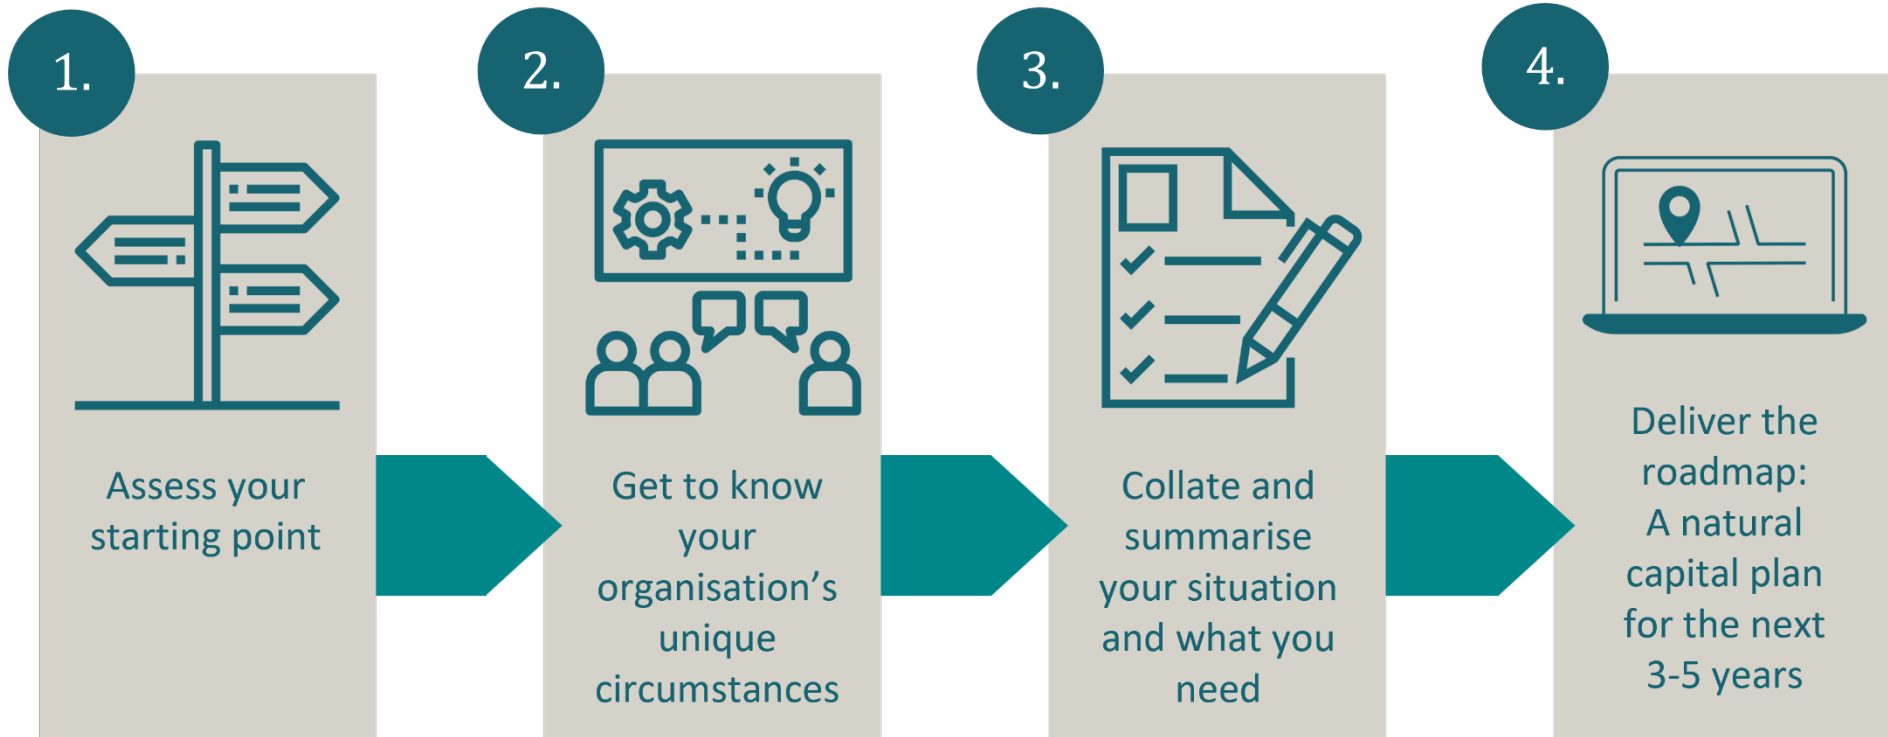 1.
Assess your
starting point
2.
Get to know
your
organisation’s
unique
circumstances
3.
Collate and
summarise
your situation
and what you
need
4.
Deliver the
roadmap:
A natural
capital plan
for the next
3-5 years